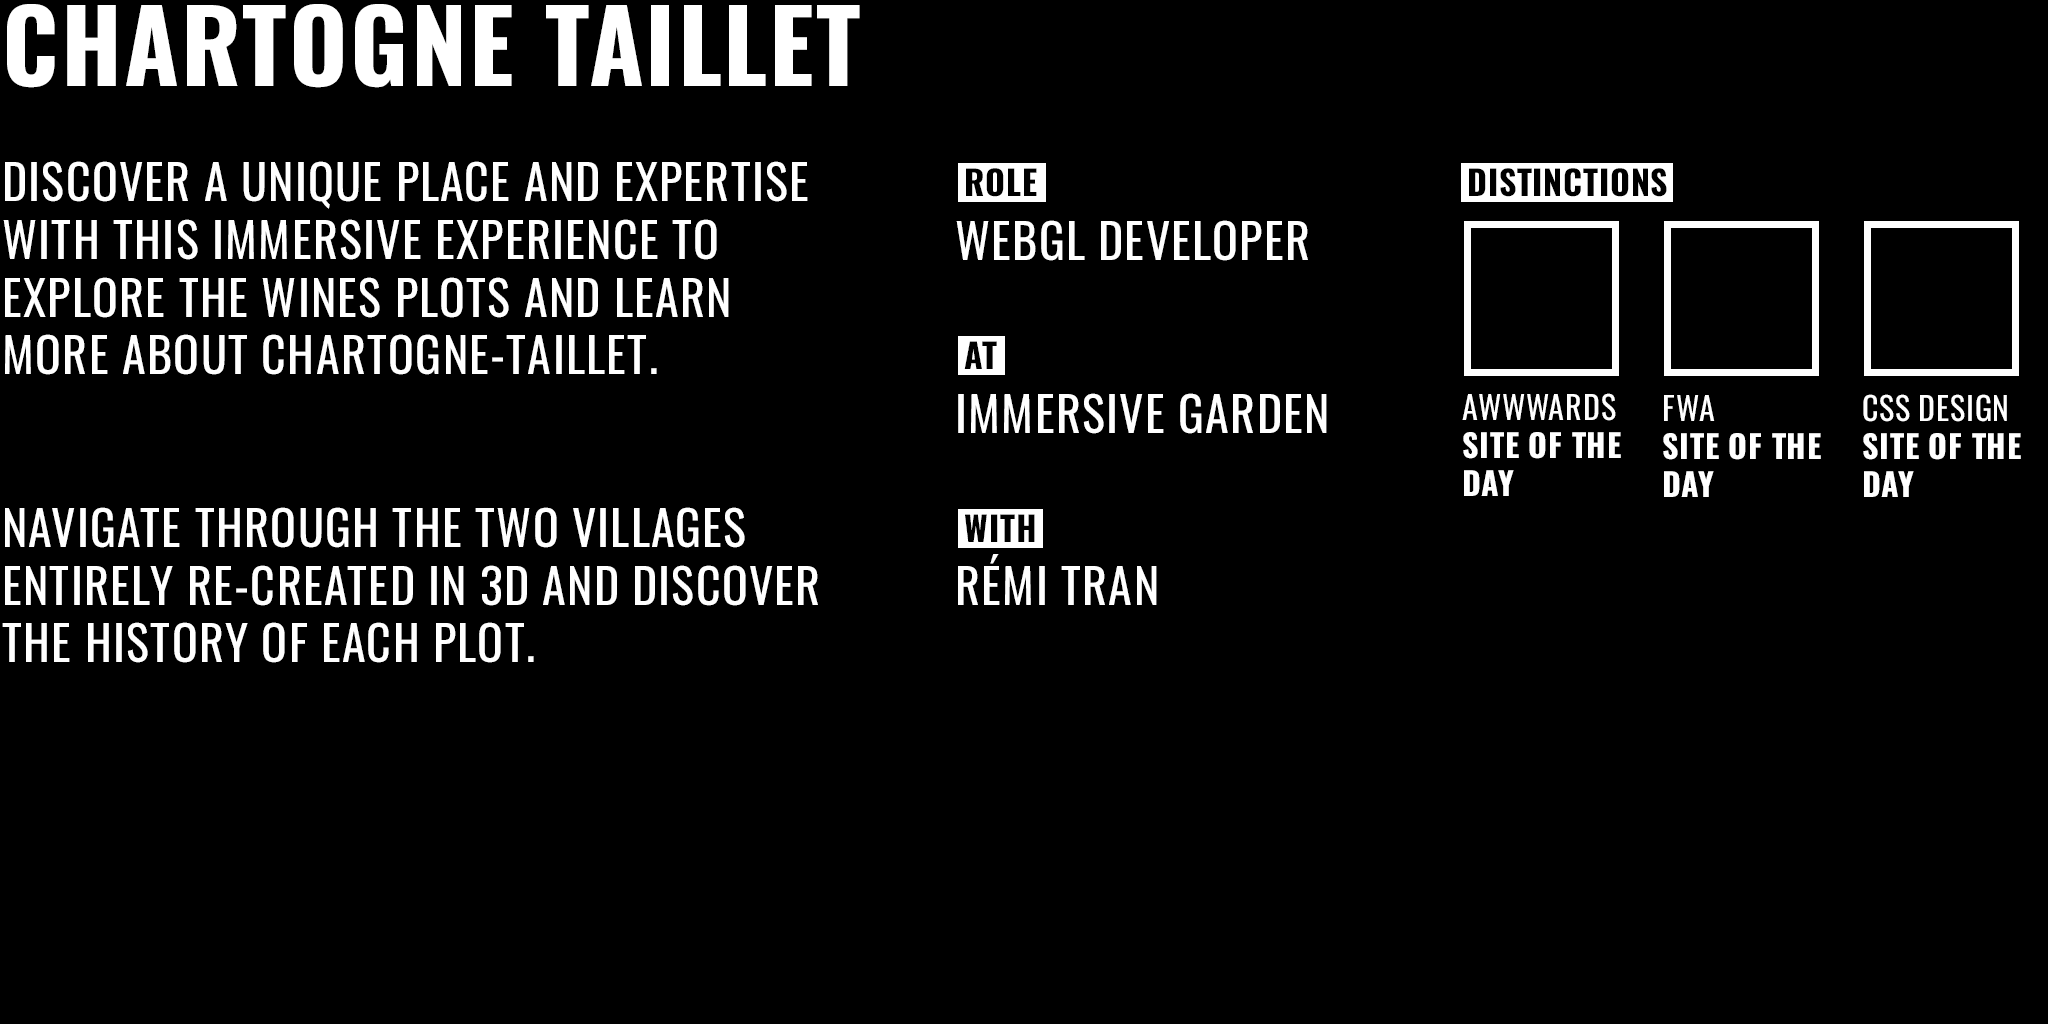 CHARTOGNE TAILLET
DISCOVER A UNIQUE PLACE AND EXPERTISE
WITH THIS IMMERSIVE EXPERIENCE TO
EXPLORE THE WINES PLOTS AND LEARN
MORE ABOUT CHARTOGNE-TAILLET.
NAVIGATE THROUGH THE TWO VILLAGES
ENTIRELY RE-CREATED IN 3D AND DISCOVER
THE HISTORY OF EACH PLOT.
ROLE
WEBGL DEVELOPER
AT
IMMERSIVE GARDEN
WITH
RÉMI TRAN
DISTINCTIONS
AWWWARDS
SITE OF THE
DAY
FWA
SITE OF THE
DAY
CSS DESIGN
SITE OF THE
DAY